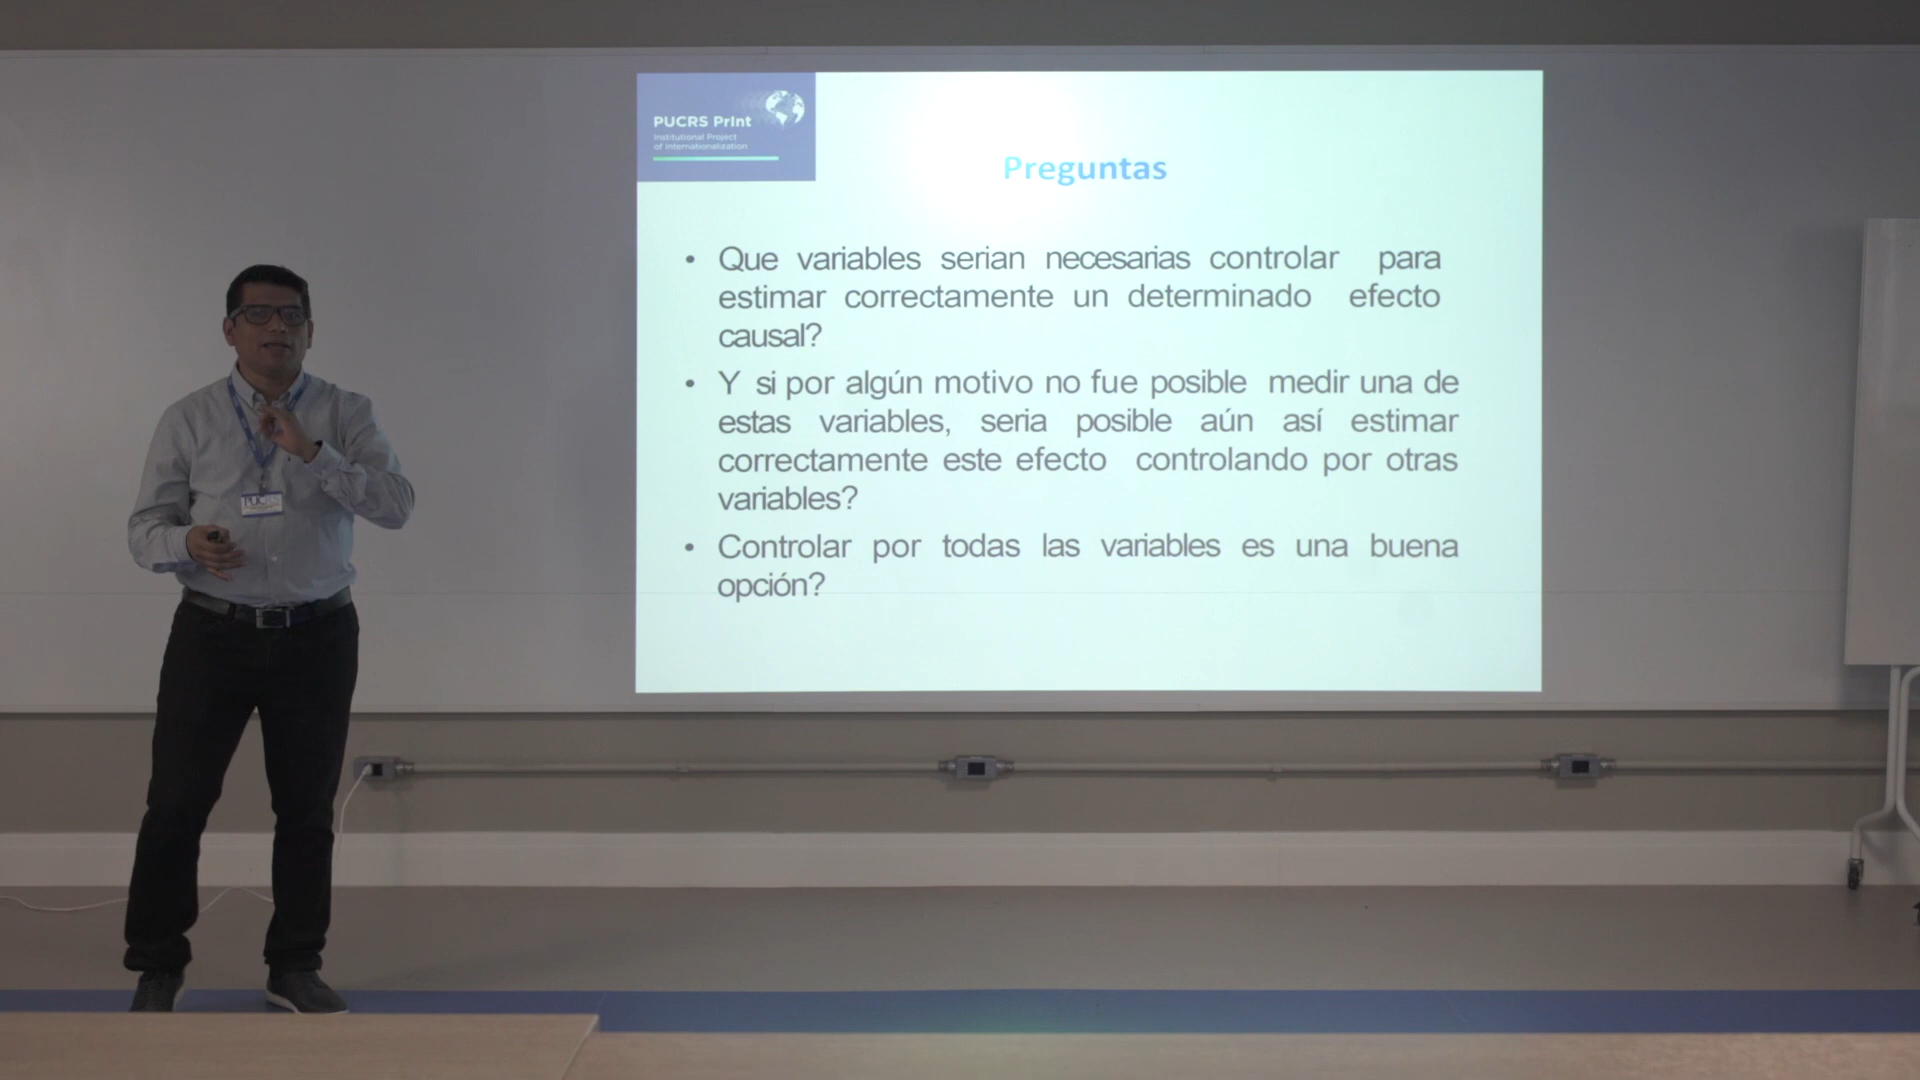 PUCRS PrInt
Institutional Project
of Internationalization
Preguntas
• Que variables serian necesarias controlar para
estimar correctamente un determinado efecto
causal?
• Y si por algún motivo no fue posible medir una de
estas variables, seria posible aún así estimar
correctamente este efecto controlando por otras
variables?
• Controlar por todas las variables es una buena
opción?
PUCRS